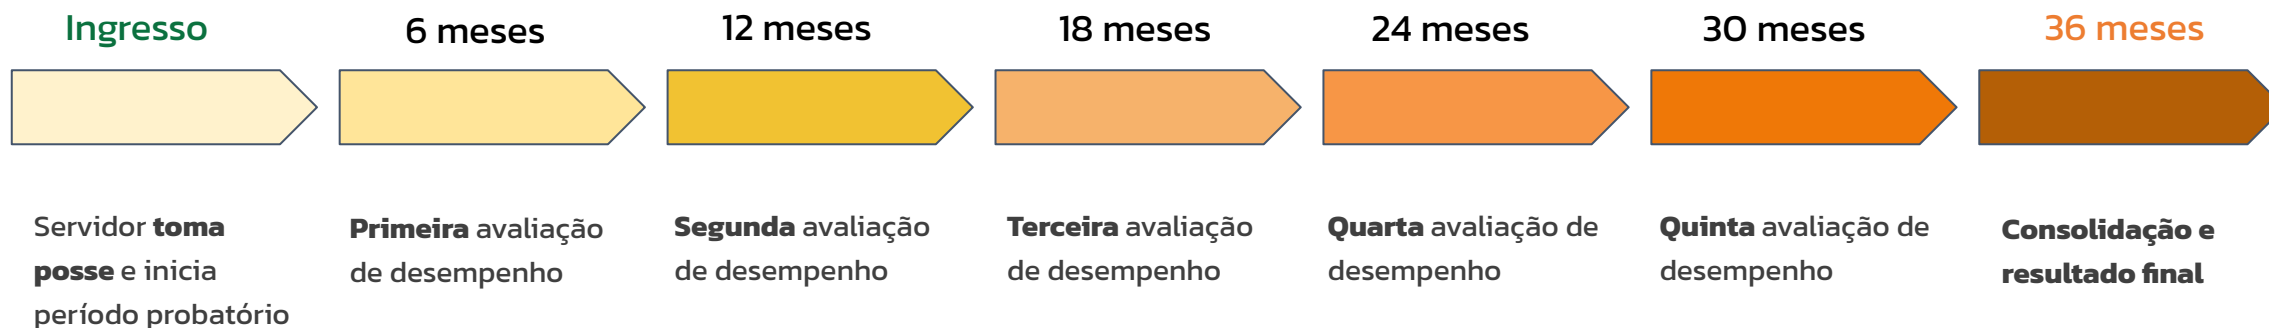 Ingresso
6 meses
12 meses
18 meses
24 meses
30 meses
36 meses
Servidor toma
posse e inicia
período probatório
Primeira avaliação
de desempenho
Segunda avaliação
de desempenho
Terceira avaliação
de desempenho
Quarta avaliação de
desempenho
Quinta avaliação de
desempenho
Consolidação e
resultado final